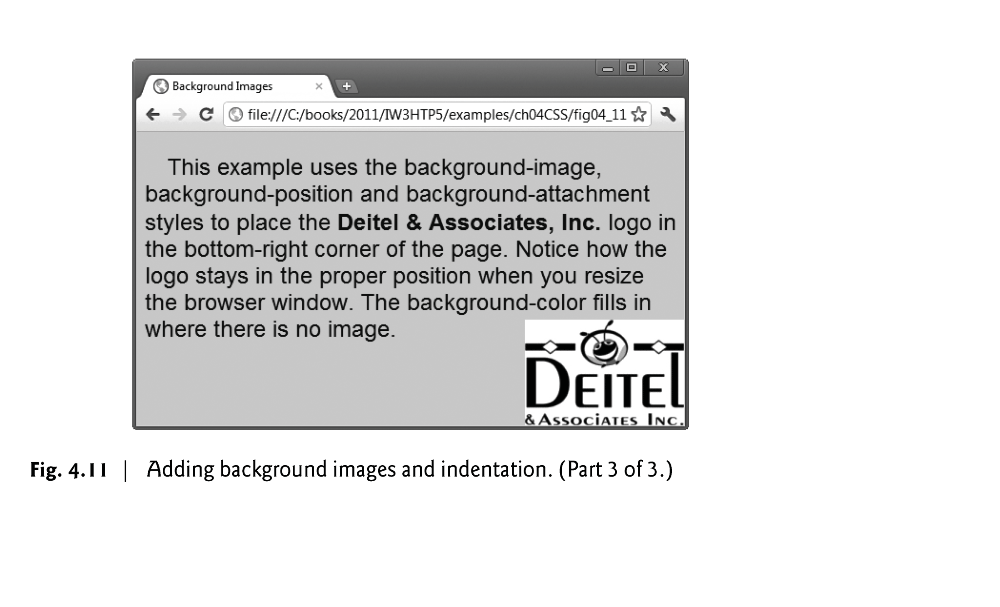 Background Images
file:///C:/books/2011/IW3HTP5/examples/ch04CSS/fig04_11
This example uses the background-image,
background-position and background-attachment
styles to place the Deitel & Associates, Inc. logo in
the bottom-right corner of the page. Notice how the
logo stays in the proper position when you resize
the browser window. The background-color fills in
where there is no image.
DEITEL
& ASSOCiATES INC.
Fig. 4.11 | Adding background images and indentation. (Part 3 of 3.)